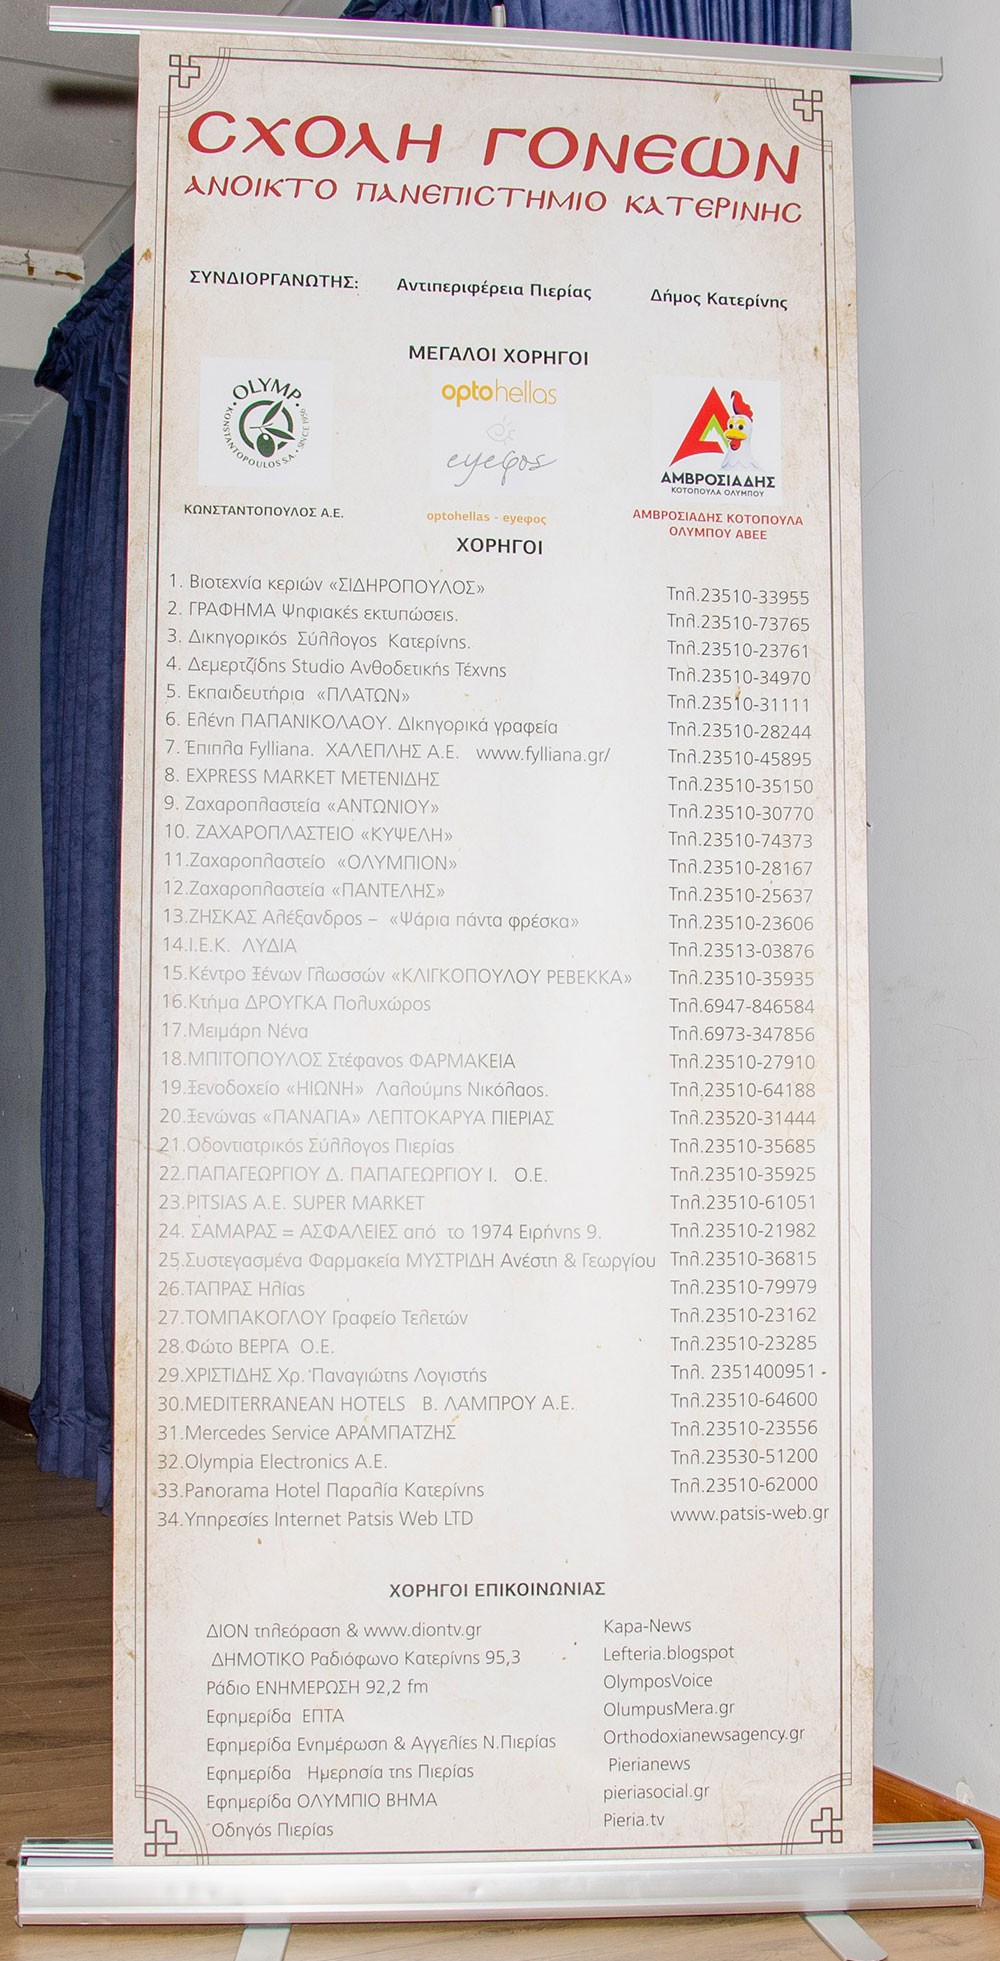 ΣΧΟΛΗ ΓΟΝΕΩΝ
ΑΝΟΙΚΤΟ ΠΑΝΕΠΙΣΤΗΜΙΟ ΚΑΤΕΡΙΝΗΣ
ΣΥΝΔΙΟΡΓΑΝΩΤΗΣ: Αντιπεριφέρεια Πιερίας Δήμος Κατερίνης
ΜΕΓΑΛΟΙ ΧΟΡΗΓΟΙ
OLYMP
KONSTANTOPOULOS S.A. • SINCE 1956 •
optohellas
eyeφος
ΑΜΒΡΟΣΙΑΔΗΣ
ΚΟΤΟΠΟΥΛΑ ΟΛΥΜΠΟΥ
ΚΩΝΣΤΑΝΤΟΠΟΥΛΟΣ Α.Ε.
optohellas - eyeφος
ΑΜΒΡΟΣΙΑΔΗΣ ΚΟΤΟΠΟΥΛΑ
ΟΛΥΜΠΟΥ ΑΒΕΕ
ΧΟΡΗΓΟΙ
1. Βιοτεχνία κεριών «ΣΙΔΗΡΟΠΟΥΛΟΣ» Τηλ.23510-33955
2. ΓΡΑΦΗΜΑ Ψηφιακές εκτυπώσεις. Τηλ.23510-73765
3. Δικηγορικός Σύλλογος Κατερίνης. Τηλ.23510-23761
4. Δεμερτζίδης Studio Ανθοδετικής Τέχνης Τηλ.23510-34970
5. Εκπαιδευτήρια «ΠΛΑΤΩΝ» Τηλ.23510-31111
6. Ελένη ΠΑΠΑΝΙΚΟΛΑΟΥ. ΔΙκηγορικά γραφεία Τηλ.23510-28244
7. Έπιπλα Fylliana. ΧΑΛΕΠΛΗΣ Α.Ε. www.fylliana.gr/ Τηλ.23510-45895
8. EXPRESS MARKET ΜΕΤΕΝΙΔΗΣ Τηλ.23510-35150
9. Ζαχαροπλαστεία «ΑΝΤΩΝΙΟΥ» Τηλ.23510-30770
10. ΖΑΧΑΡΟΠΛΑΣΤΕΙΟ «ΚΥΨΕΛΗ» Τηλ.23510-74373
11.Ζαχαροπλαστείο «ΟΛΥΜΠΙΟΝ» Τηλ.23510-28167
12.Ζαχαροπλαστεία «ΠΑΝΤΕΛΗΣ» Τηλ.23510-25637
13.ΖΗΣΚΑΣ Αλέξανδρος – «Ψάρια πάντα φρέσκα» Τηλ.23510-23606
14.Ι.Ε.Κ. ΛΥΔΙΑ Τηλ.23513-03876
15.Κέντρο Ξένων Γλωσσών «ΚΛΙΓΚΟΠΟΥΛΟΥ ΡΕΒΕΚΚΑ» Τηλ.23510-35935
16.Κτήμα ΔΡΟΥΓΚΑ Πολυχώρος Τηλ.6947-846584
17.Μειμάρη Νένα Τηλ.6973-347856
18.ΜΠΙΤΟΠΟΥΛΟΣ Στέφανος ΦΑΡΜΑΚΕΙΑ Τηλ.23510-27910
19.Ξενοδοχείο «ΗΙΩΝΗ» Λαλούμης Νικόλαος. Τηλ,23510-64188
20.Ξενώνας «ΠΑΝΑΓΙΑ» ΛΕΠΤΟΚΑΡΥΑ ΠΙΕΡΙΑΣ Τηλ.23520-31444
21.Οδοντιατρικός Σύλλογος Πιερίας Τηλ.23510-35685
22.ΠΑΠΑΓΕΩΡΓΙΟΥ Δ. ΠΑΠΑΓΕΩΡΓΙΟΥ Ι. Ο.Ε. Τηλ.23510-35925
23.PITSIAS A.E. SUPER MARKET Τηλ.23510-61051
24. ΣΑΜΑΡΑΣ = ΑΣΦΑΛΕΙΕΣ από το 1974 Ειρήνης 9. Τηλ.23510-21982
25.Συστεγασμένα Φαρμακεία ΜΥΣΤΡΙΔΗ Ανέστη & Γεωργίου Τηλ.23510-36815
26.ΤΑΠΡΑΣ Ηλίας Τηλ.23510-79979
27.ΤΟΜΠΑΚΟΓΛΟΥ Γραφείο Τελετών Τηλ.23510-23162
28.Φώτο ΒΕΡΓΑ Ο.Ε. Τηλ.23510-23285
29.ΧΡΙΣΤΙΔΗΣ Χρ. Παναγιώτης Λογιστής Τηλ. 2351400951
30.MEDITERRANEAN HOTELS Β. ΛΑΜΠΡΟΥ Α.Ε. Τηλ.23510-64600
31.Mercedes Service ΑΡΑΜΠΑΤΖΗΣ Τηλ.23510-23556
32.Olympia Electronics A.E. Τηλ.23530-51200
33.Panorama Hotel Παραλία Κατερίνης Τηλ.23510-62000
34.Υπηρεσίες Internet Patsis Web LTD www.patsis-web.gr
ΧΟΡΗΓΟΙ ΕΠΙΚΟΙΝΩΝΙΑΣ
ΔΙΟΝ τηλεόραση & www.diontv.gr
ΔΗΜΟΤΙΚΟ Ραδιόφωνο Κατερίνης 95,3
Ράδιο ΕΝΗΜΕΡΩΣΗ 92,2 fm
Εφημερίδα ΕΠΤΑ
Εφημερίδα Ενημέρωση & Αγγελίες Ν.Πιερίας
Εφημερίδα Ημερησία της Πιερίας
Εφημερίδα ΟΛΥΜΠΙΟ ΒΗΜΑ
Οδηγός Πιερίας
Kapa-News
Lefteria.blogspot
OlymposVoice
OlumpusMera.gr
Orthodoxianewsagency.gr
Pierianews
pieriasocial.gr
Pieria.tv